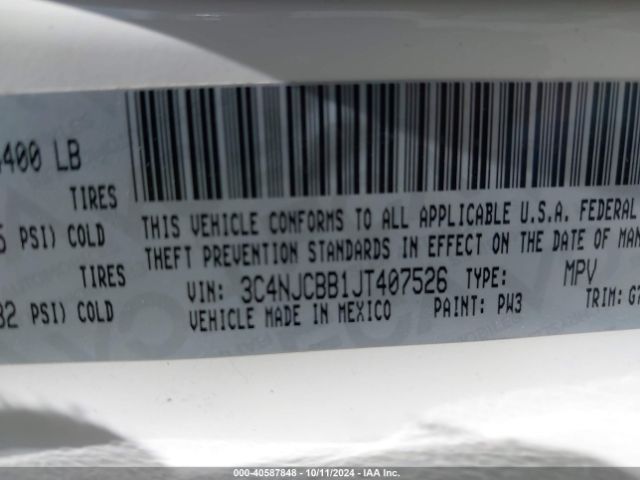 400 LB
TIRES
PSI) COLD
TIRES
32 PSI) COLD
THIS VEHICLE CONFORMS TO ALL APPLICABLE U.S.A. FEDERAL
THEFT PREVENTION STANDARDS IN EFFECT ON THE DATE OF MAN
VIN: 3C4NJCBB1JT407526 TYPE: MPV
VEHICLE MADE IN MEXICO PAINT: PW3 TRIM: G7
000-40587848 - 10/11/2024 - IAA Inc.